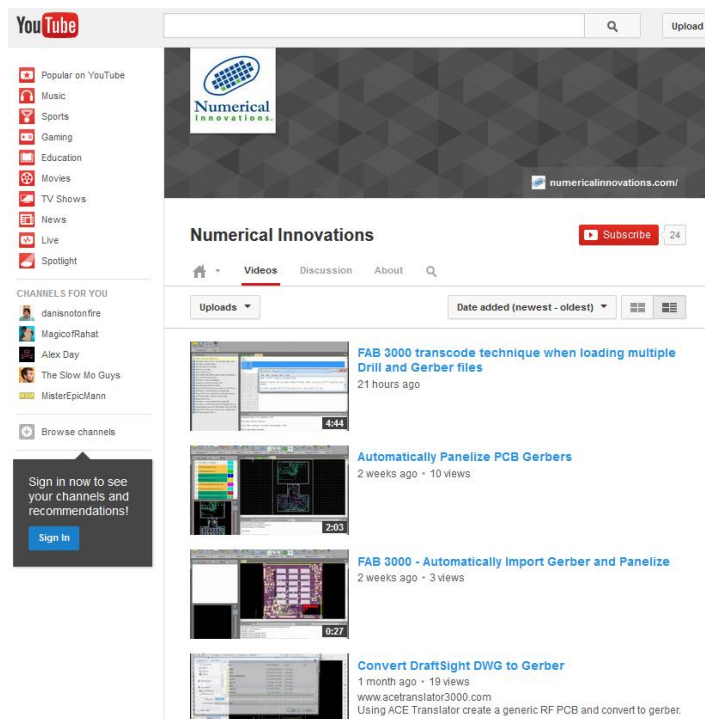 You Tube
Upload
Popular on YouTube
Music
Sports
Gaming
Education
Movies
TV Shows
News
Live
Spotlight
CHANNELS FOR YOU
danisnotonfire
MagicofRahat
Alex Day
The Slow Mo Guys
MisterEpicMann
Browse channels
Sign in now to see
your channels and
recommendations!
Sign In
Numerical
Innovations.
numericalinnovations.com/
Numerical Innovations
Subscribe 24
Videos Discussion About
Uploads Date added (newest - oldest)
FAB 3000 transcode technique when loading multiple
Drill and Gerber files
21 hours ago
4:44
Automatically Panelize PCB Gerbers
2 weeks ago • 10 views
2:03
FAB 3000 - Automatically Import Gerber and Panelize
2 weeks ago • 3 views
0:27
Convert DraftSight DWG to Gerber
1 month ago • 19 views
www.acetranslator3000.com
Using ACE Translator create a generic RF PCB and convert to gerber.